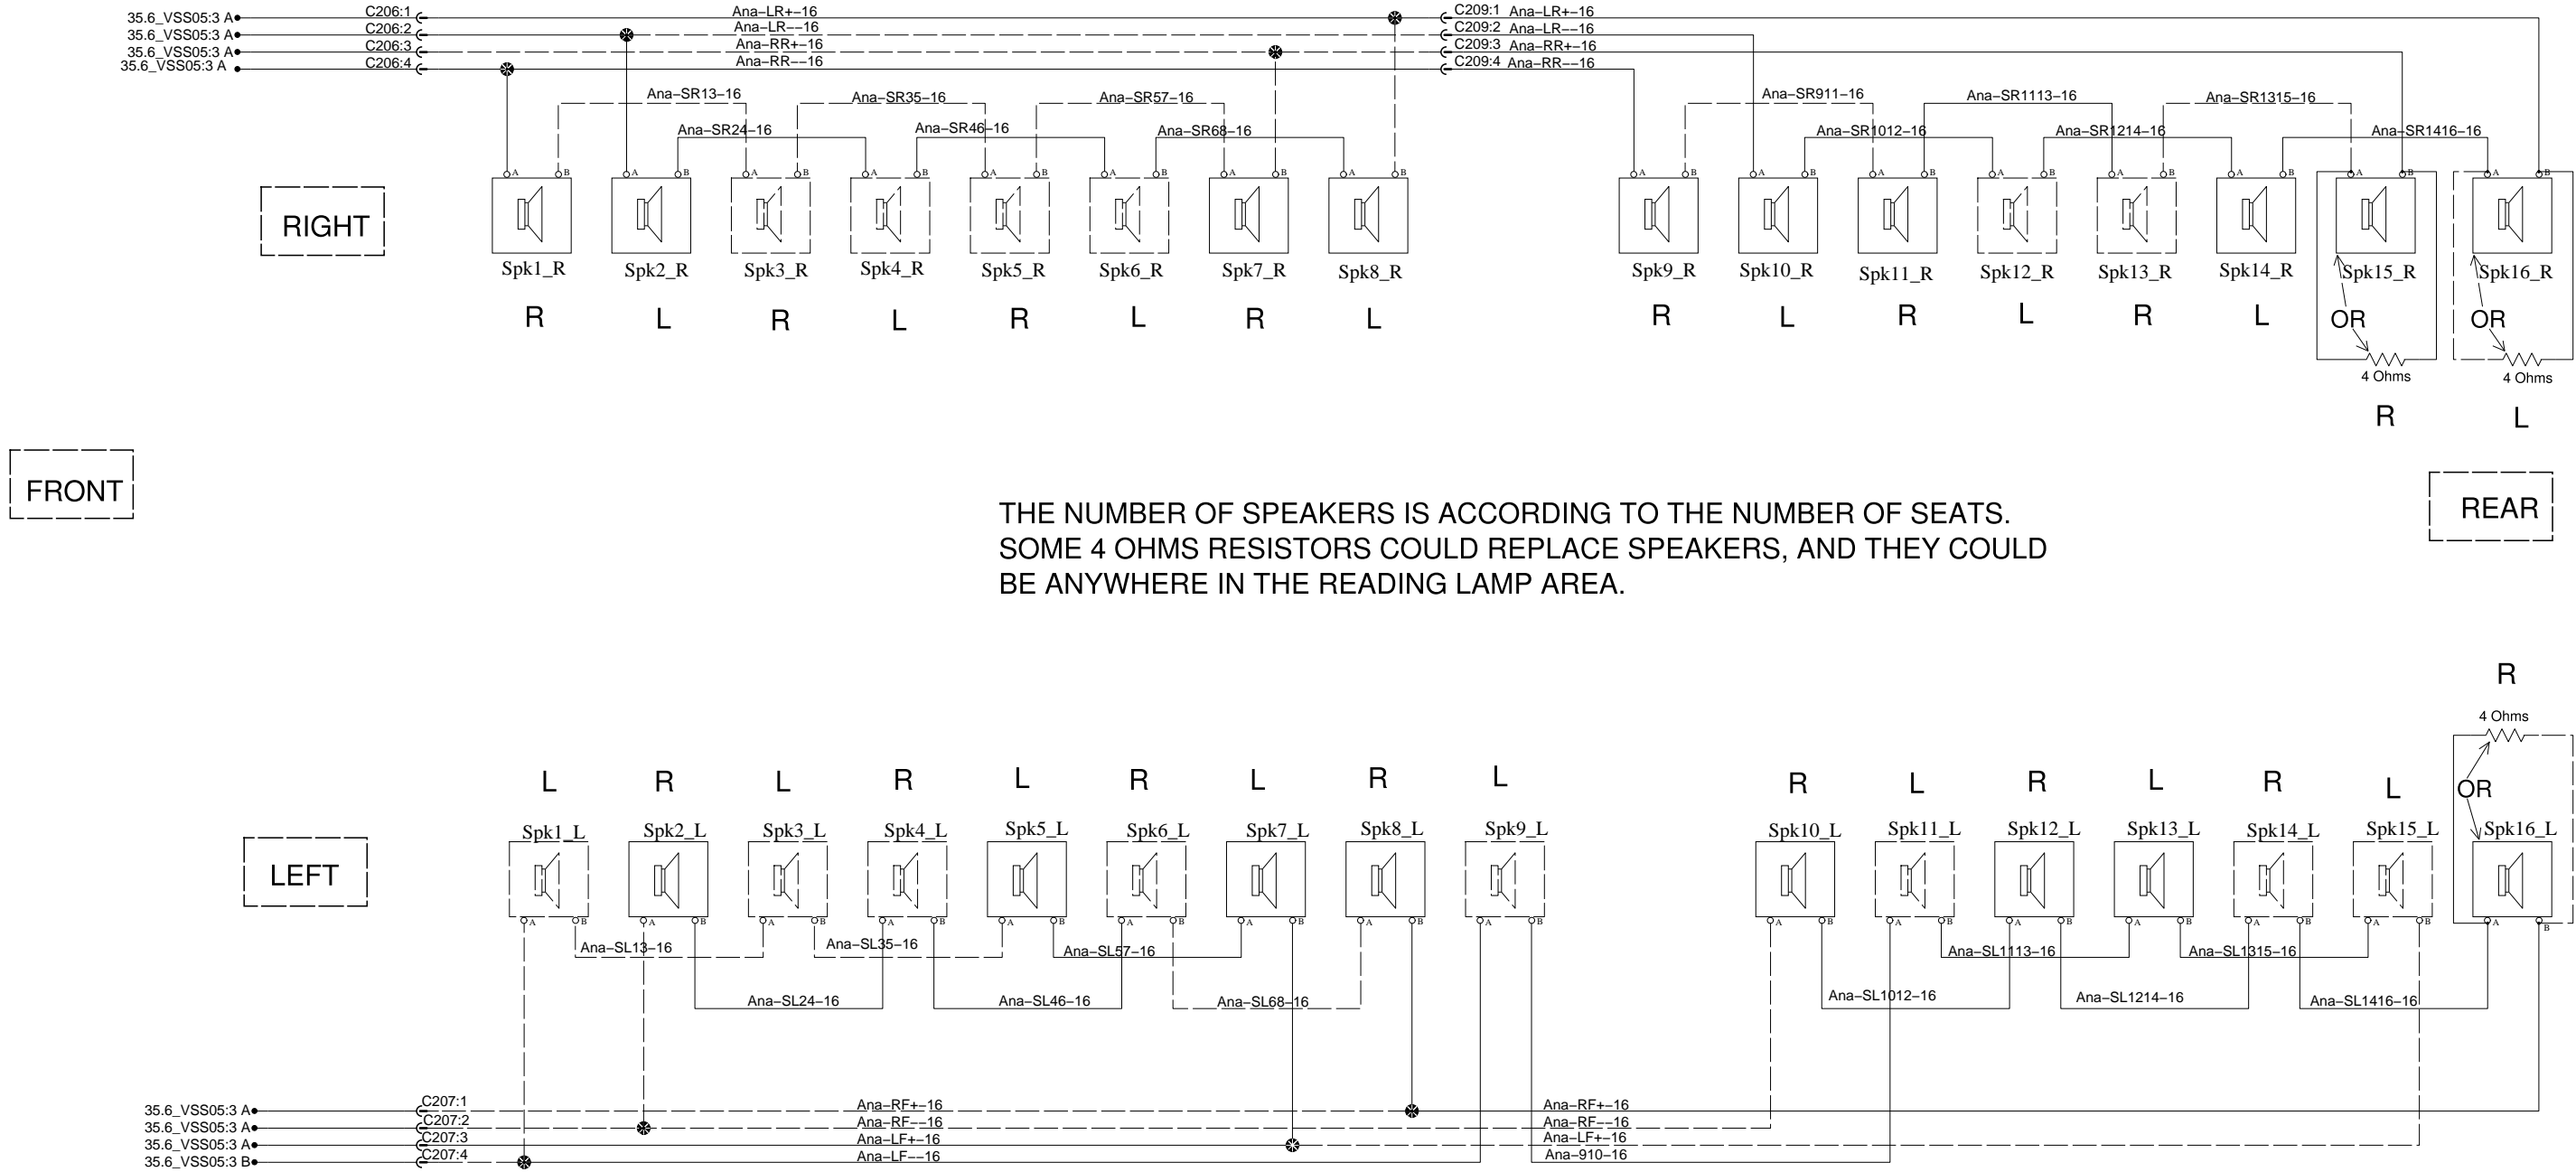 35.6_VSS05:3 A C206:1 Ana-LR+-16 C209:1 Ana-LR+-16
35.6_VSS05:3 A C206:2 Ana-LR--16 C209:2 Ana-LR--16
35.6_VSS05:3 A C206:3 Ana-RR+-16 C209:3 Ana-RR+-16
35.6_VSS05:3 A C206:4 Ana-RR--16 C209:4 Ana-RR--16
Ana-SR13-16 Ana-SR35-16 Ana-SR57-16 Ana-SR911-16 Ana-SR1113-16 Ana-SR1315-16
Ana-SR24-16 Ana-SR46-16 Ana-SR68-16 Ana-SR1012-16 Ana-SR1214-16 Ana-SR1416-16
A B A B A B A B A B A B A B A B A B A B A B A B A B A B A B A B
RIGHT
Spk1_R Spk2_R Spk3_R Spk4_R Spk5_R Spk6_R Spk7_R Spk8_R Spk9_R Spk10_R Spk11_R Spk12_R Spk13_R Spk14_R Spk15_R Spk16_R
R L R L R L R L R L R L R L OR OR
4 Ohms 4 Ohms
R L
FRONT
REAR
THE NUMBER OF SPEAKERS IS ACCORDING TO THE NUMBER OF SEATS.
SOME 4 OHMS RESISTORS COULD REPLACE SPEAKERS, AND THEY COULD
BE ANYWHERE IN THE READING LAMP AREA.
R
4 Ohms
L R L R L R L R L R L R L R L OR
Spk1_L Spk2_L Spk3_L Spk4_L Spk5_L Spk6_L Spk7_L Spk8_L Spk9_L Spk10_L Spk11_L Spk12_L Spk13_L Spk14_L Spk15_L Spk16_L
LEFT
A B A B A B A B A B A B A B A B A B A B A B A B A B A B A B A B
Ana-SL13-16 Ana-SL35-16 Ana-SL57-16 Ana-SL1113-16 Ana-SL1315-16
Ana-SL24-16 Ana-SL46-16 Ana-SL68-16 Ana-SL1012-16 Ana-SL1214-16 Ana-SL1416-16
35.6_VSS05:3 A C207:1 Ana-RF+-16 Ana-RF+-16
35.6_VSS05:3 A C207:2 Ana-RF--16 Ana-RF--16
35.6_VSS05:3 A C207:3 Ana-LF+-16 Ana-LF+-16
35.6_VSS05:3 B C207:4 Ana-LF--16 Ana-910-16